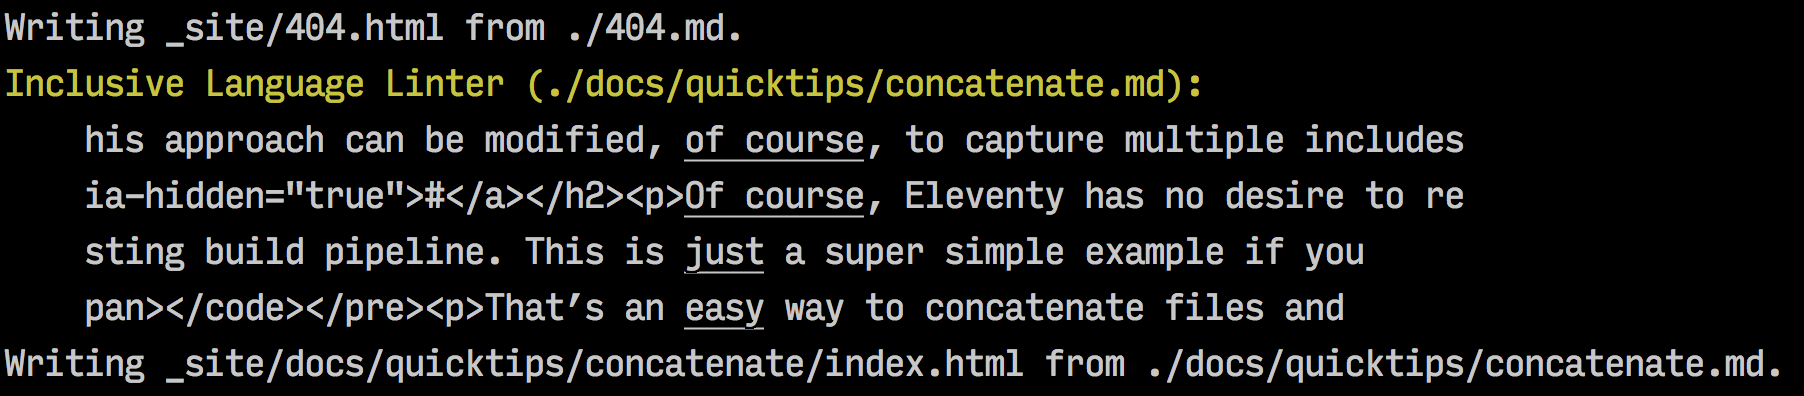 Writing _site/404.html from ./404.md.
Inclusive Language Linter (./docs/quicktips/concatenate.md):
his approach can be modified, of course, to capture multiple includes
ia-hidden="true">#</a></h2><p>Of course, Eleventy has no desire to re
sting build pipeline. This is just a super simple example if you
pan></code></pre><p>That’s an easy way to concatenate files and
Writing _site/docs/quicktips/concatenate/index.html from ./docs/quicktips/concatenate.md.